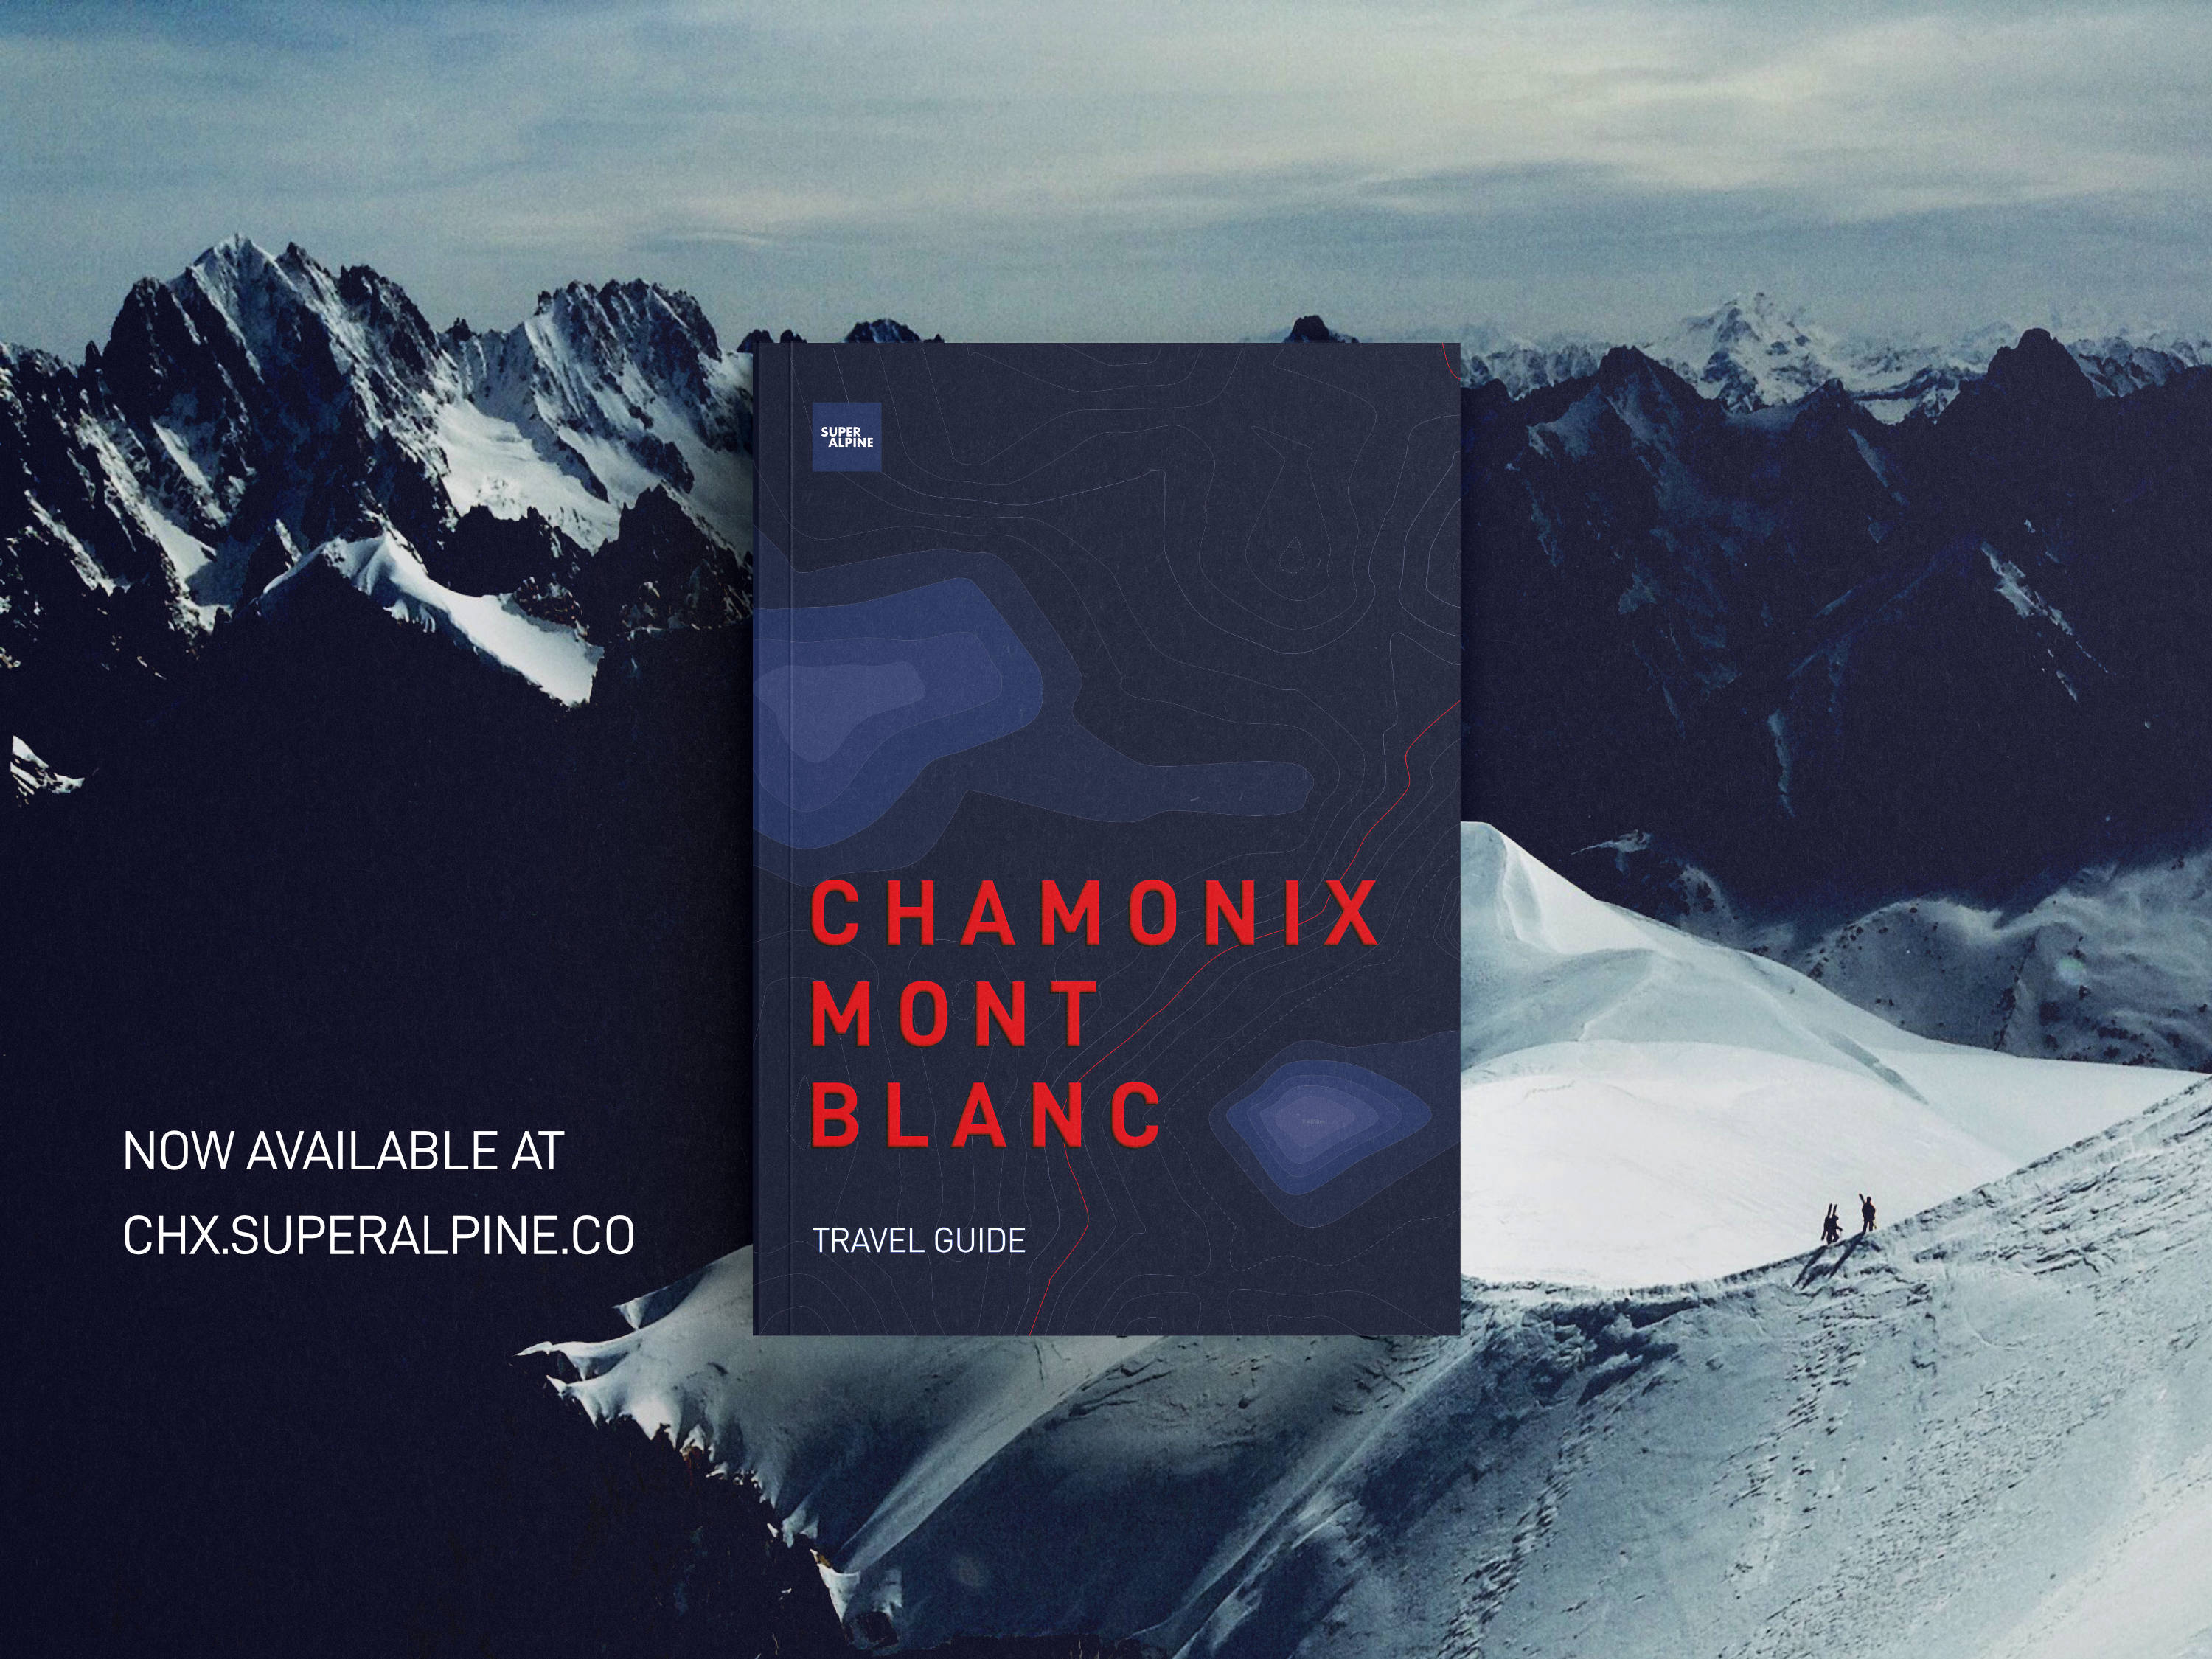 SUPER
ALPINE
CHAMONIX
MONT
BLANC
TRAVEL GUIDE
NOW AVAILABLE AT
CHX.SUPERALPINE.CO